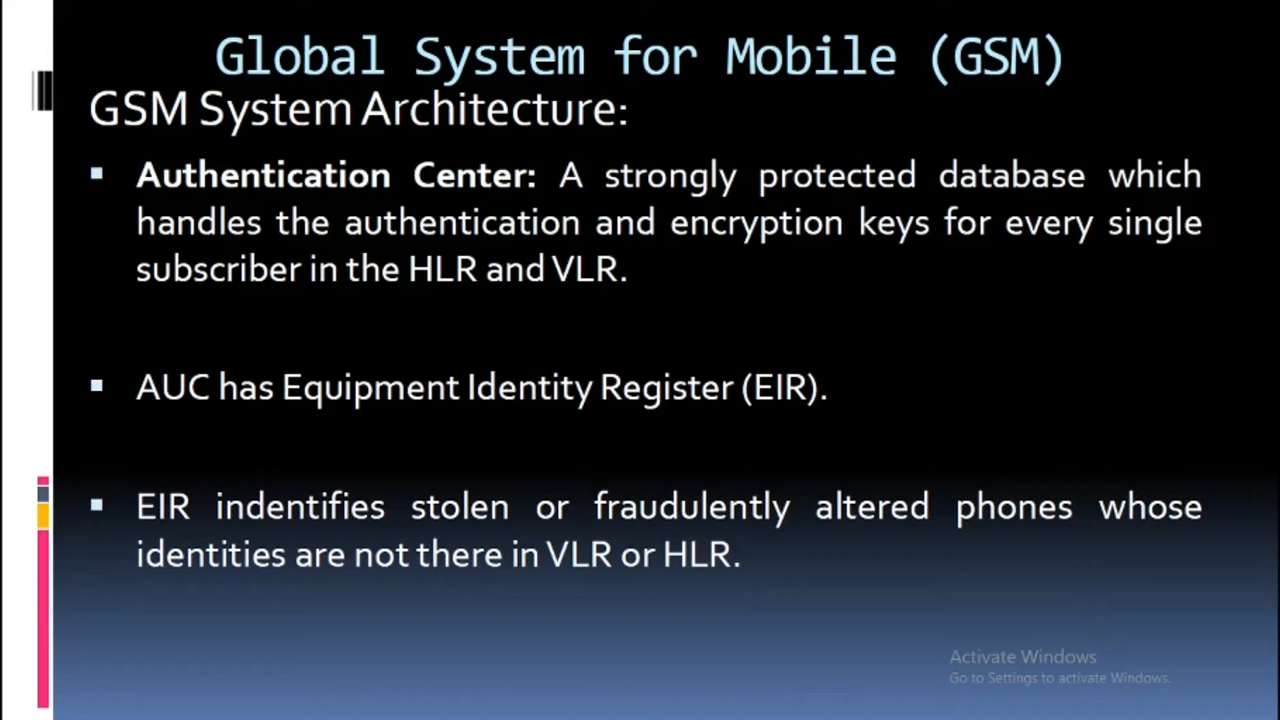 Global System for Mobile (GSM)
GSM System Architecture:
▪ Authentication Center: A strongly protected database which
handles the authentication and encryption keys for every single
subscriber in the HLR and VLR.
▪ AUC has Equipment Identity Register (EIR).
▪ EIR indentifies stolen or fraudulently altered phones whose
identities are not there in VLR or HLR.
Activate Windows
Go to Settings to activate Windows.